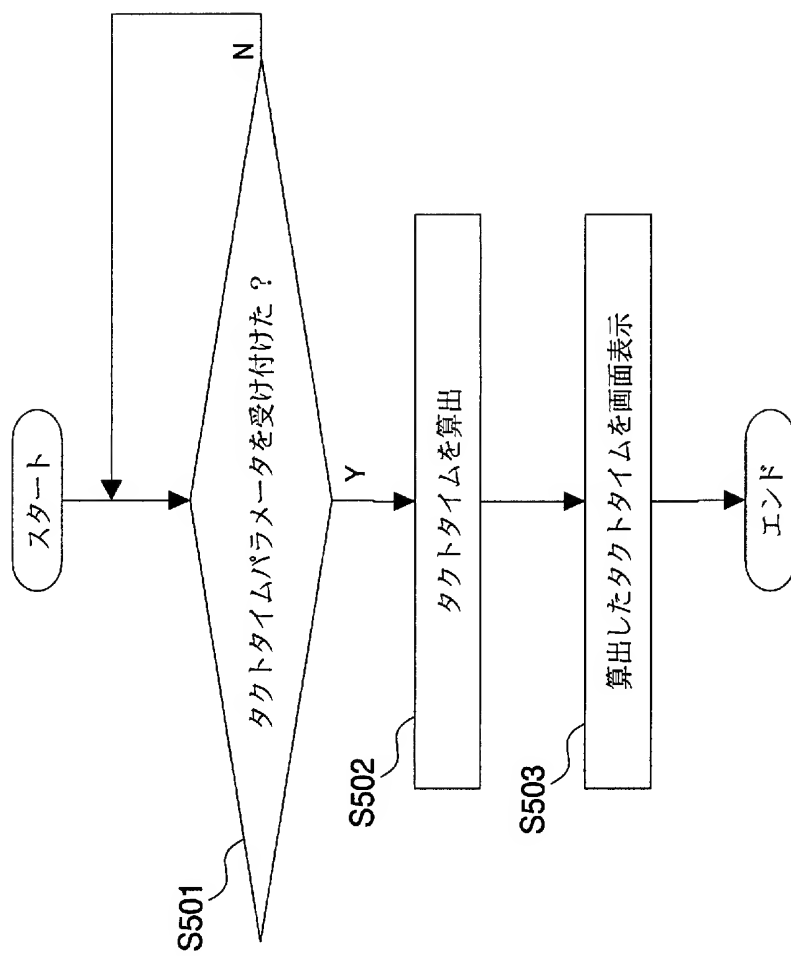 スタート
タクトタイムパラメータを受け付けた？
N
S501
Y
タクトタイムを算出
S502
算出したタクトタイムを画面表示
S503
エンド